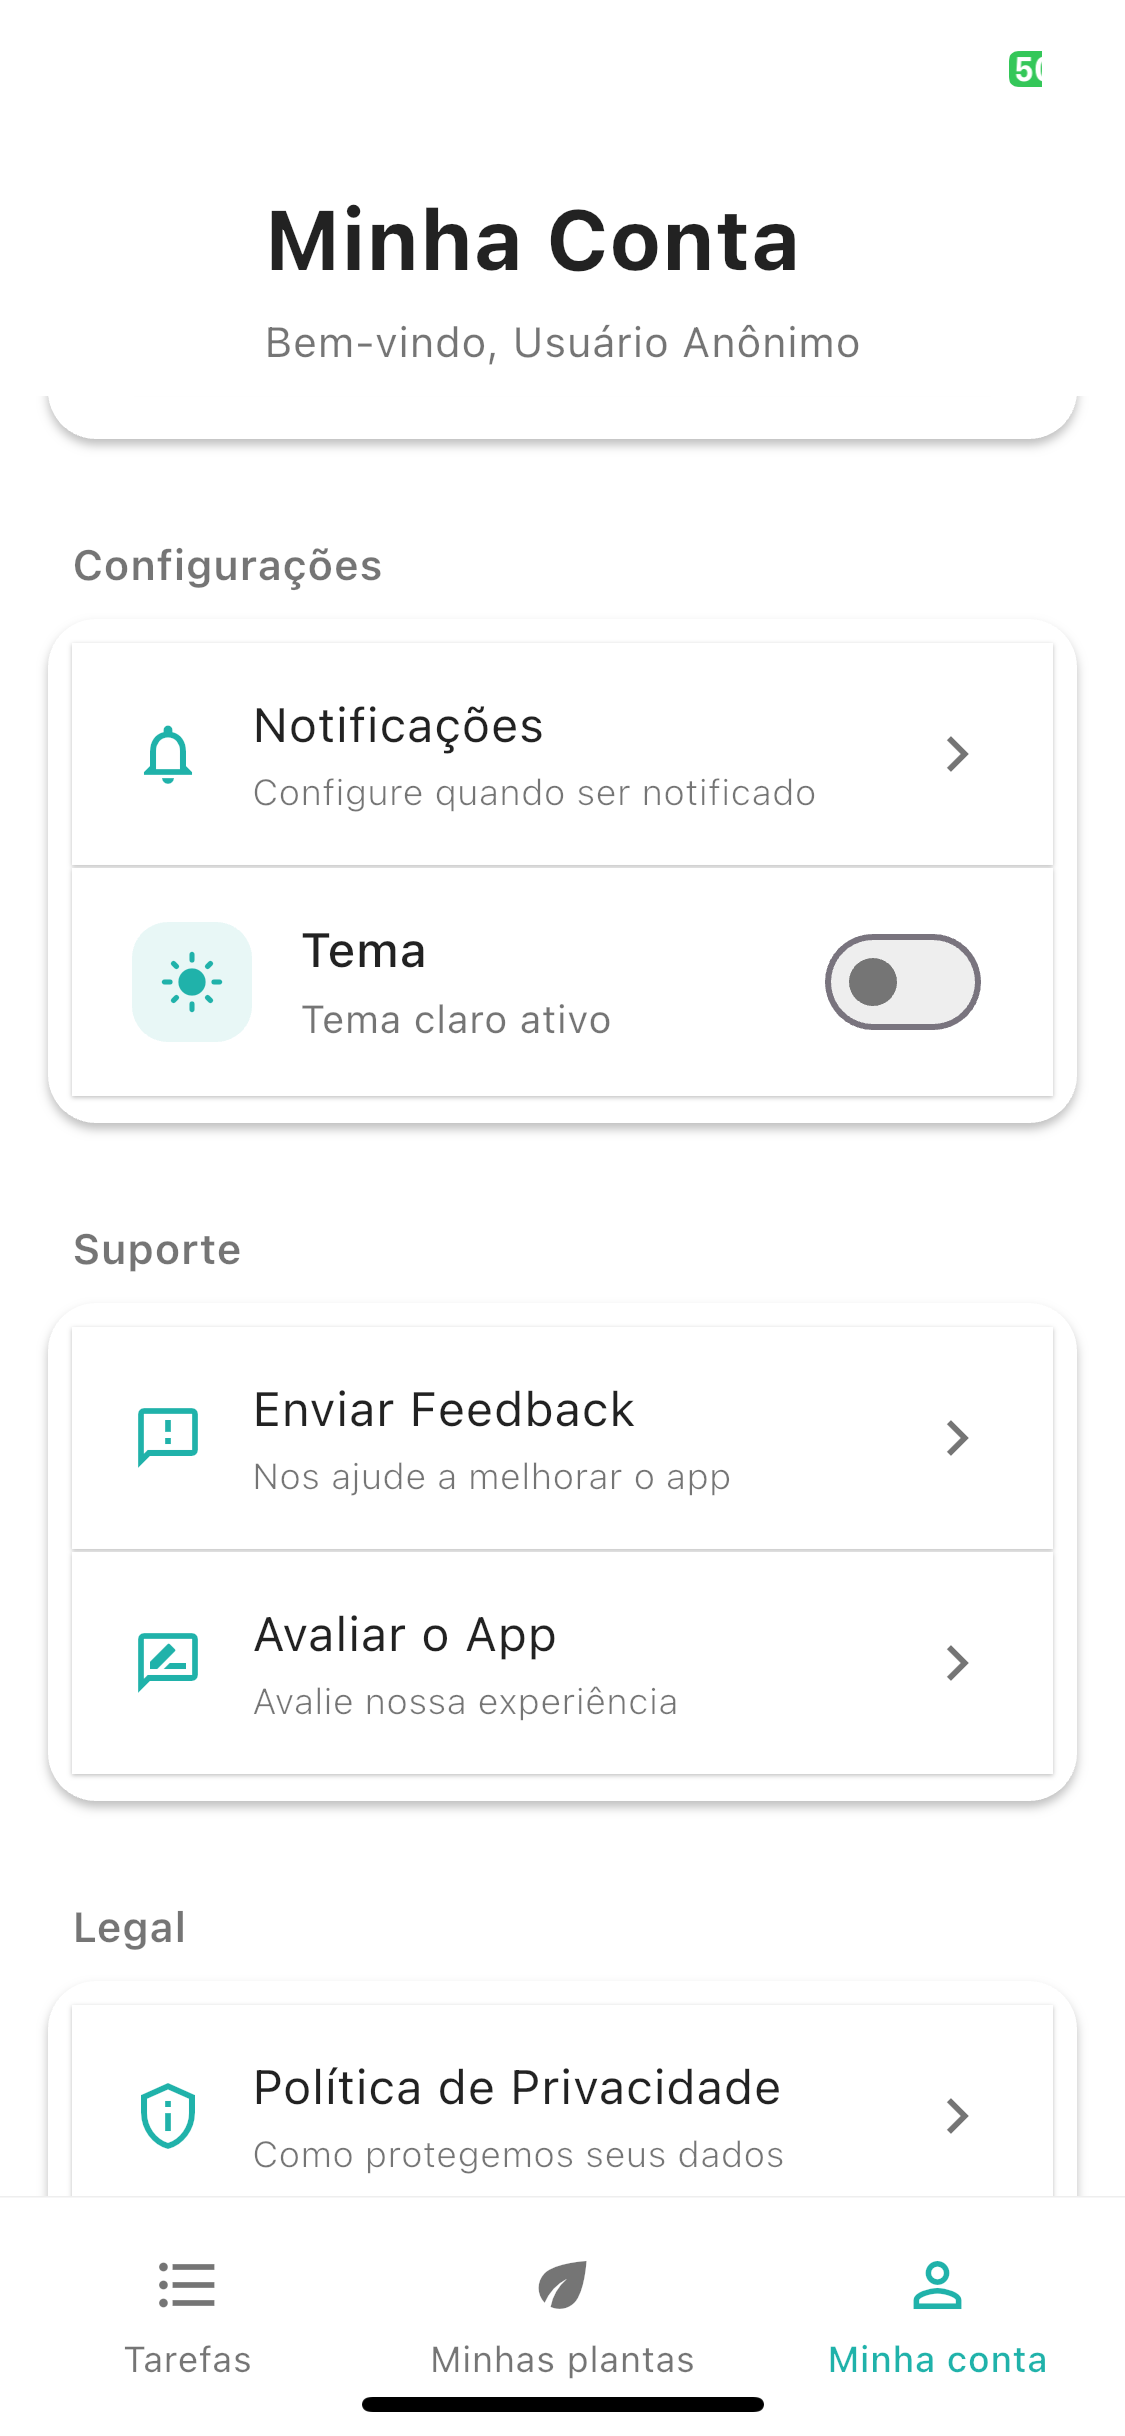 Minha Conta
Bem-vindo, Usuário Anônimo
Configurações
Notificações
Configure quando ser notificado
Tema
Tema claro ativo
Suporte
Enviar Feedback
Nos ajude a melhorar o app
Avaliar o App
Avalie nossa experiência
Legal
Política de Privacidade
Como protegemos seus dados
Tarefas
Minhas plantas
Minha conta